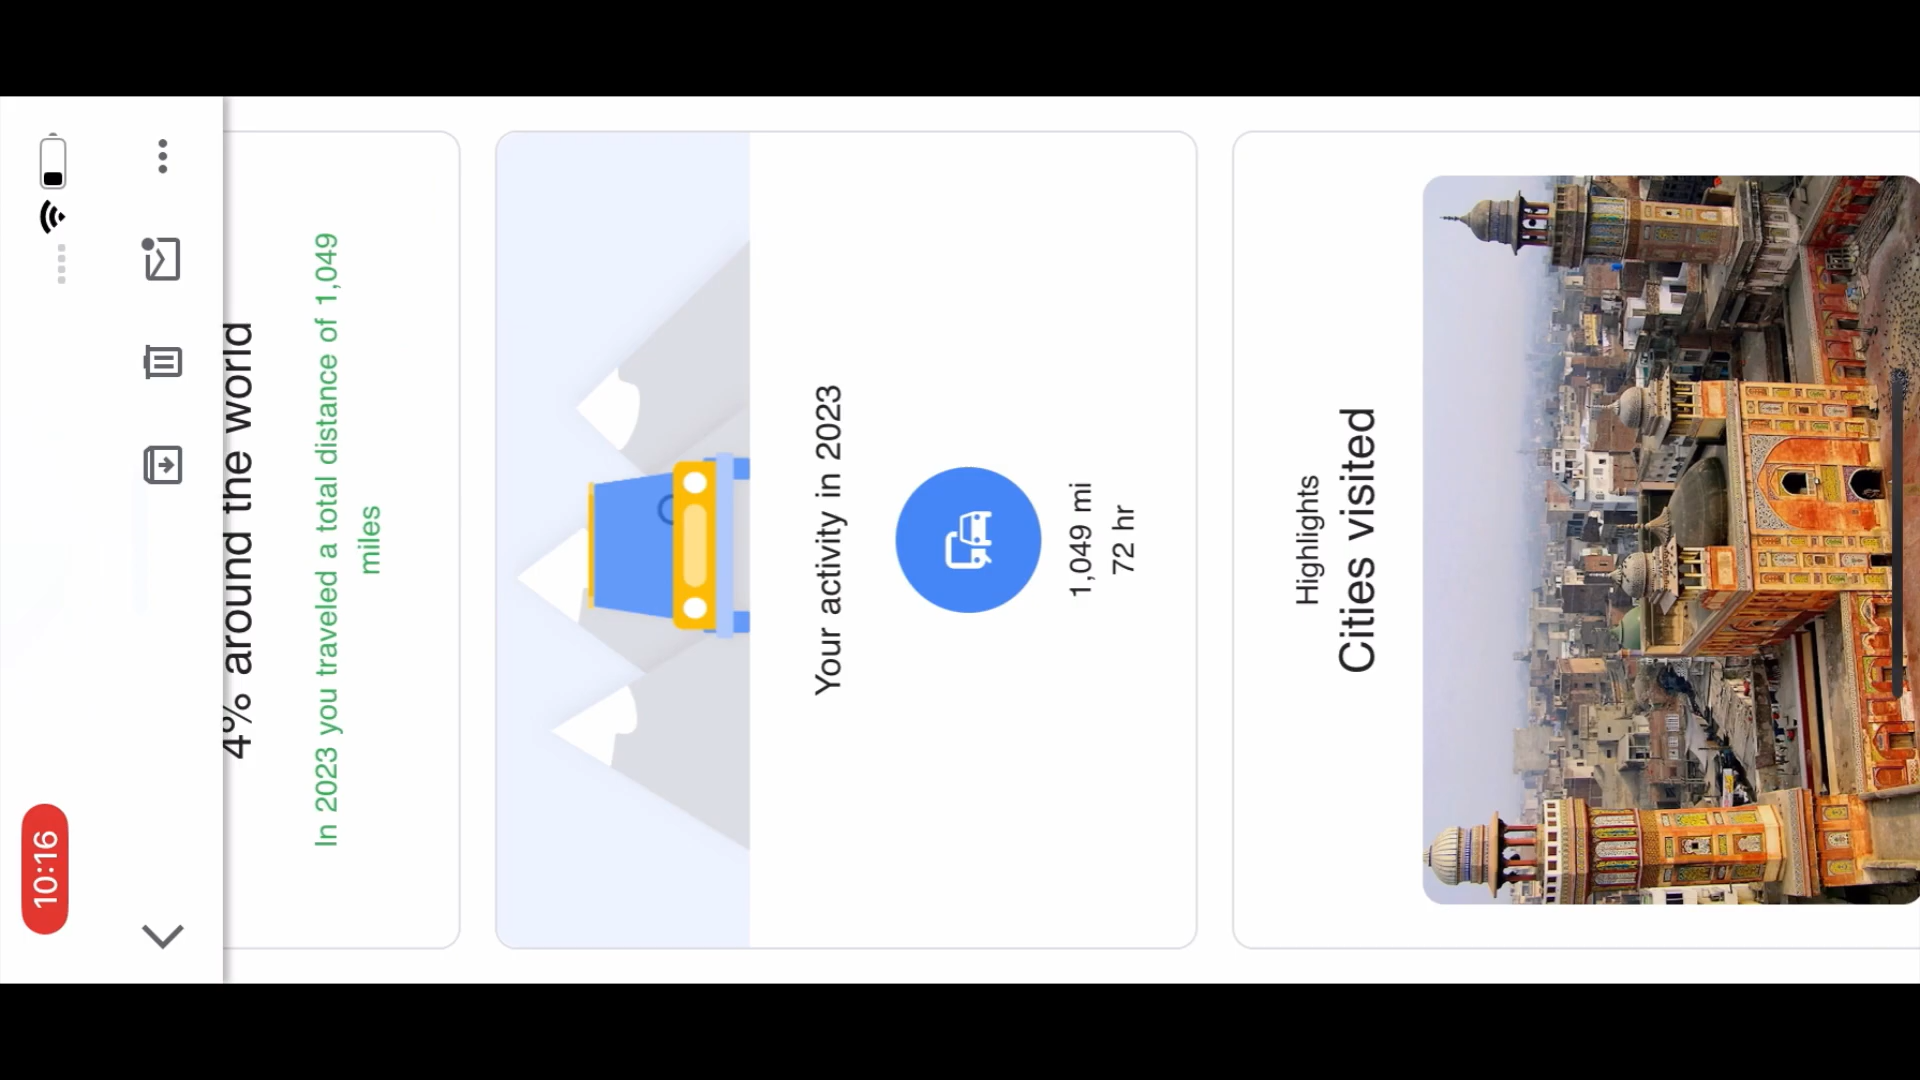 10:16
4% around the world
In 2023 you traveled a total distance of 1,049
miles
Your activity in 2023
1,049 mi
72 hr
Highlights
Cities visited